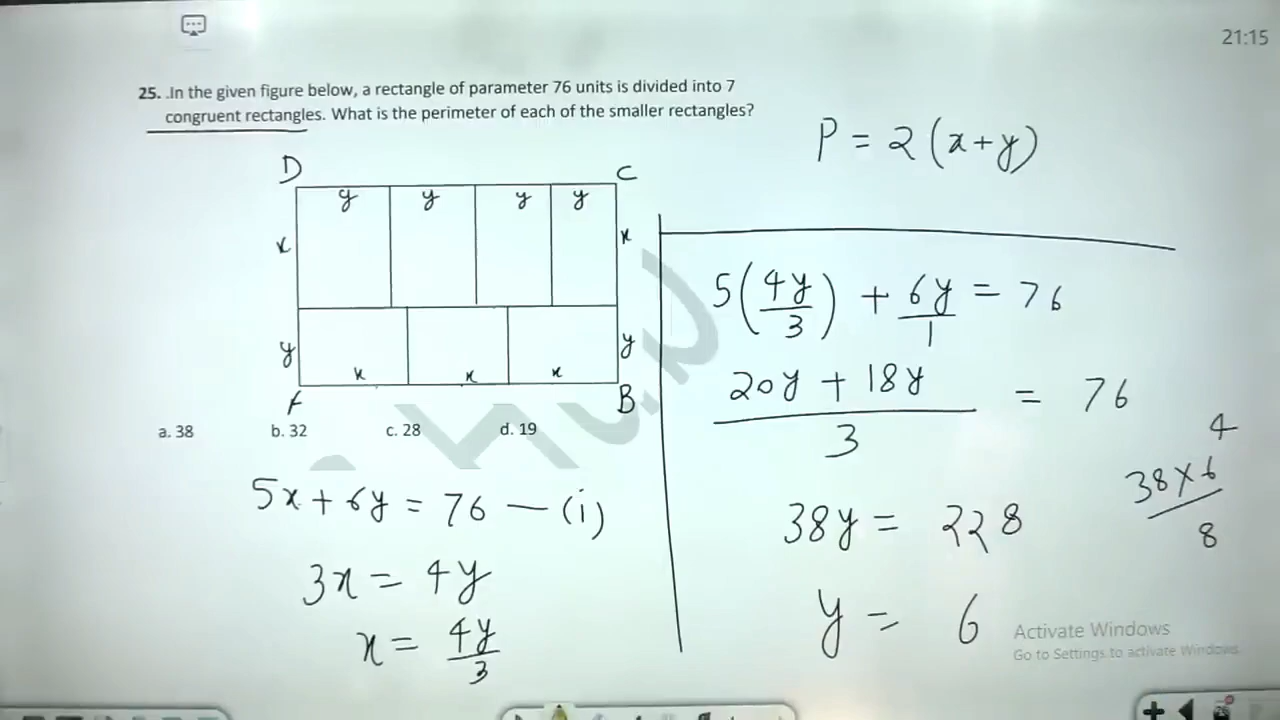 21:15
25. .In the given figure below, a rectangle of parameter 76 units is divided into 7
congruent rectangles. What is the perimeter of each of the smaller rectangles?
P = 2 (x+y)
D
C
y y y y
x
x
y
y
x x x
A
B
a. 38 b. 32 c. 28 d. 19
5x + 6y = 76 — (i)
3x = 4y
x = 4y/3
5(4y/3) + 6y/1 = 76
20y + 18y / 3 = 76
38y = 228
4
38×6
8
y = 6
Activate Windows
Go to Settings to activate Windows.